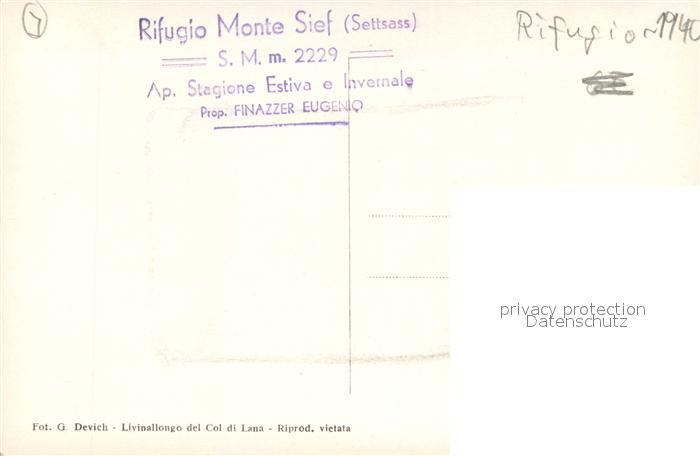 Rifugio Monte Sief (Settsass)
S. M. m. 2229
Ap. Stagione Estiva e Invernale
Prop. FINAZZER EUGENIO
Rifugio ~1940
privacy protection
Datenschutz
Fot. G. Devich - Livinallongo del Col di Lana - Riprod. vietata